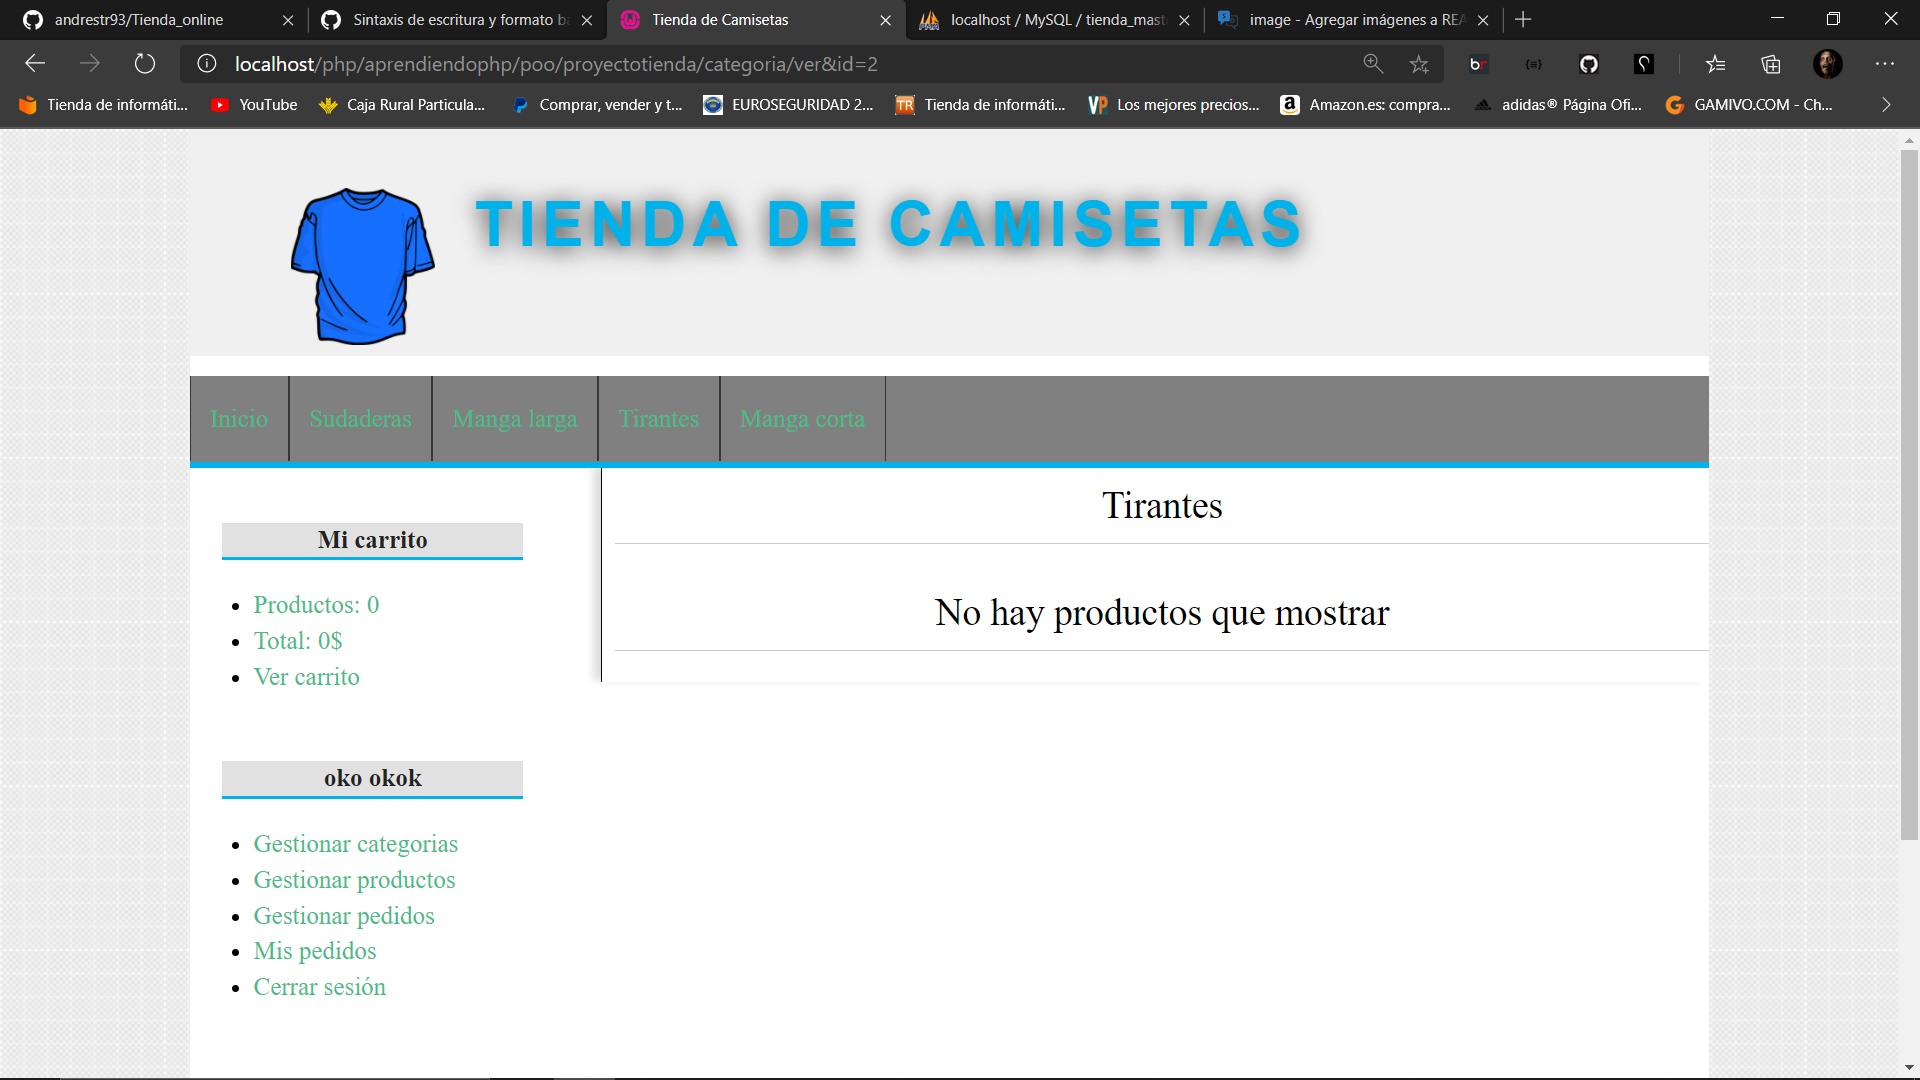 andrestr93/Tienda_online
Sintaxis de escritura y formato b
Tienda de Camisetas
localhost / MySQL / tienda_mast
image - Agregar imágenes a REA
localhost/php/aprendiendophp/poo/proyectotienda/categoria/ver&id=2
Tienda de informáti...
YouTube
Caja Rural Particula...
Comprar, vender y t...
EUROSEGURIDAD 2...
Tienda de informáti...
Los mejores precios...
Amazon.es: compra...
adidas® Página Ofi...
GAMIVO.COM - Ch...
TIENDA DE CAMISETAS
Inicio
Sudaderas
Manga larga
Tirantes
Manga corta
Tirantes
No hay productos que mostrar
Mi carrito
Productos: 0
Total: 0$
Ver carrito
oko okok
Gestionar categorias
Gestionar productos
Gestionar pedidos
Mis pedidos
Cerrar sesión